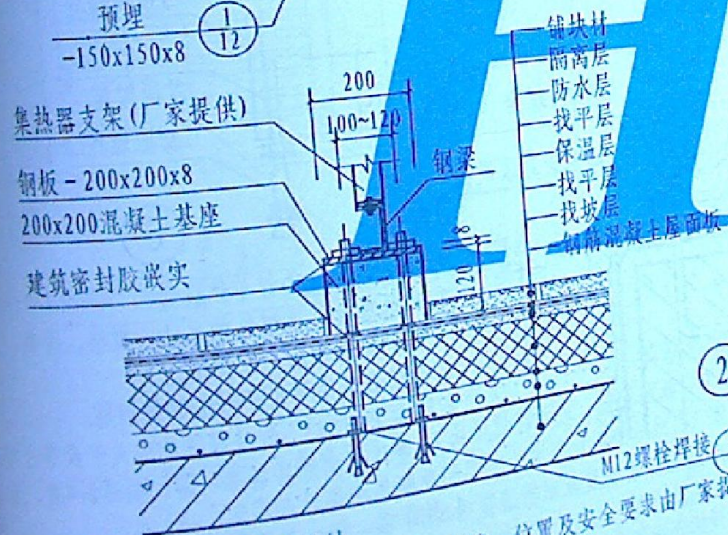 预埋
-150x150x8
1
12
200
100~120
集热器支架(厂家提供)
钢板-200x200x8
200x200混凝土基座
建筑密封胶嵌实
钢梁
8
120
铺块材
隔离层
防水层
找平层
保温层
找平层
找坡层
钢筋混凝土屋面板
2
M12螺栓焊接
位置及安全要求由厂家